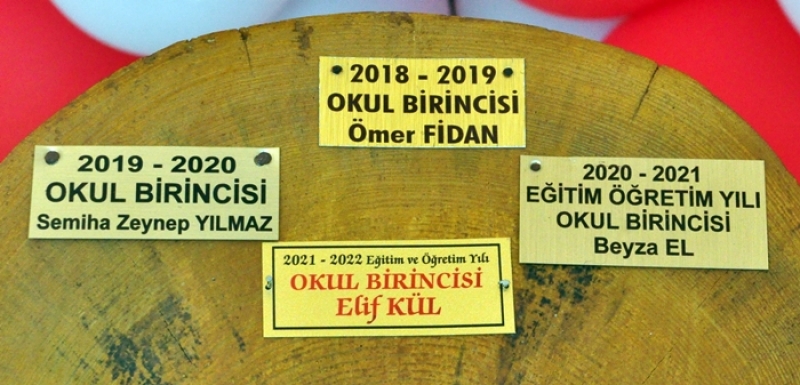 2018 - 2019
OKUL BİRİNCİSİ
Ömer FİDAN
2019 - 2020
OKUL BİRİNCİSİ
Semiha Zeynep YILMAZ
2020 - 2021
EĞİTİM ÖĞRETİM YILI
OKUL BİRİNCİSİ
Beyza EL
2021 - 2022 Eğitim ve Öğretim Yılı
OKUL BİRİNCİSİ
Elif KÜL